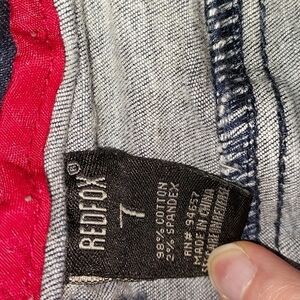 REDFOX®
7
98% COTTON
2% SPANDEX
RN# 94657
MADE IN CHINA